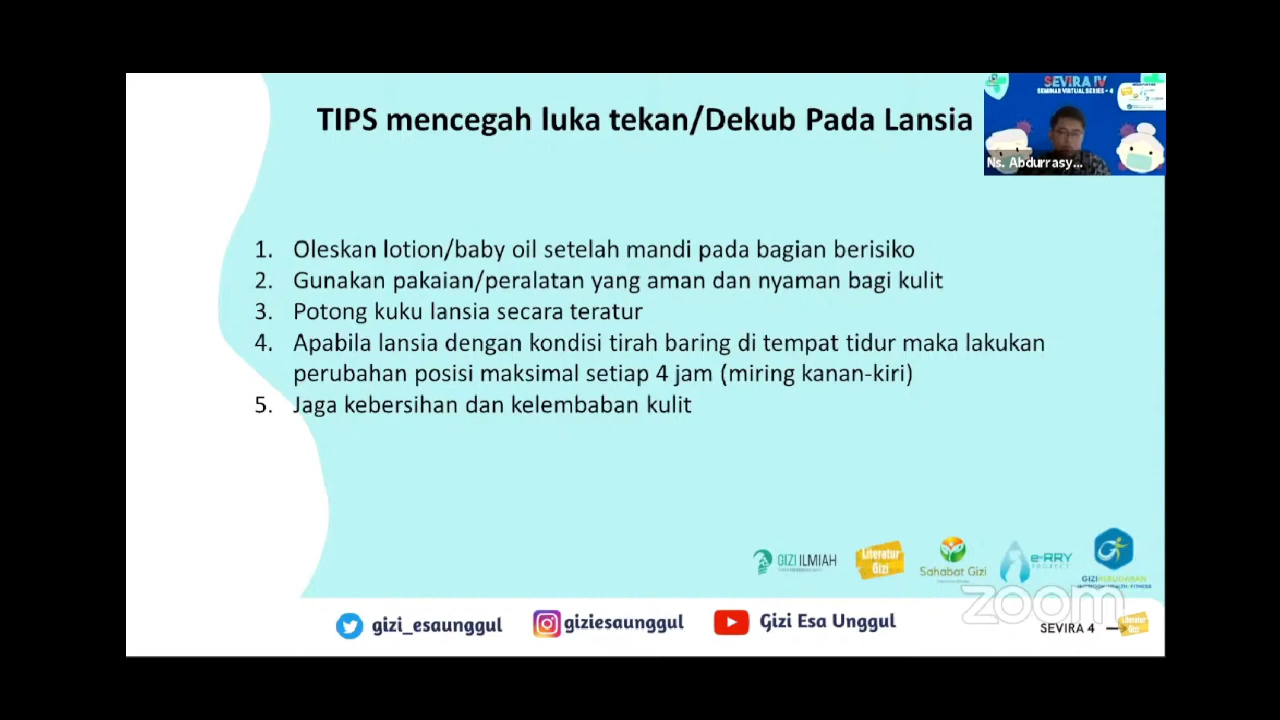 TIPS mencegah luka tekan/Dekub Pada Lansia
SEVIRA IV
SEMINAR VIRTUAL SERIES - 4
Ns. Abdurrasy...
1. Oleskan lotion/baby oil setelah mandi pada bagian berisiko
2. Gunakan pakaian/peralatan yang aman dan nyaman bagi kulit
3. Potong kuku lansia secara teratur
4. Apabila lansia dengan kondisi tirah baring di tempat tidur maka lakukan
perubahan posisi maksimal setiap 4 jam (miring kanan-kiri)
5. Jaga kebersihan dan kelembaban kulit
GIZI ILMIAH
Literatur
Gizi
Sahabat Gizi
e-RRY
PROJECT
zoom
gizi_esaunggul
giziesaunggul
Gizi Esa Unggul
SEVIRA 4
Literatur
Gizi